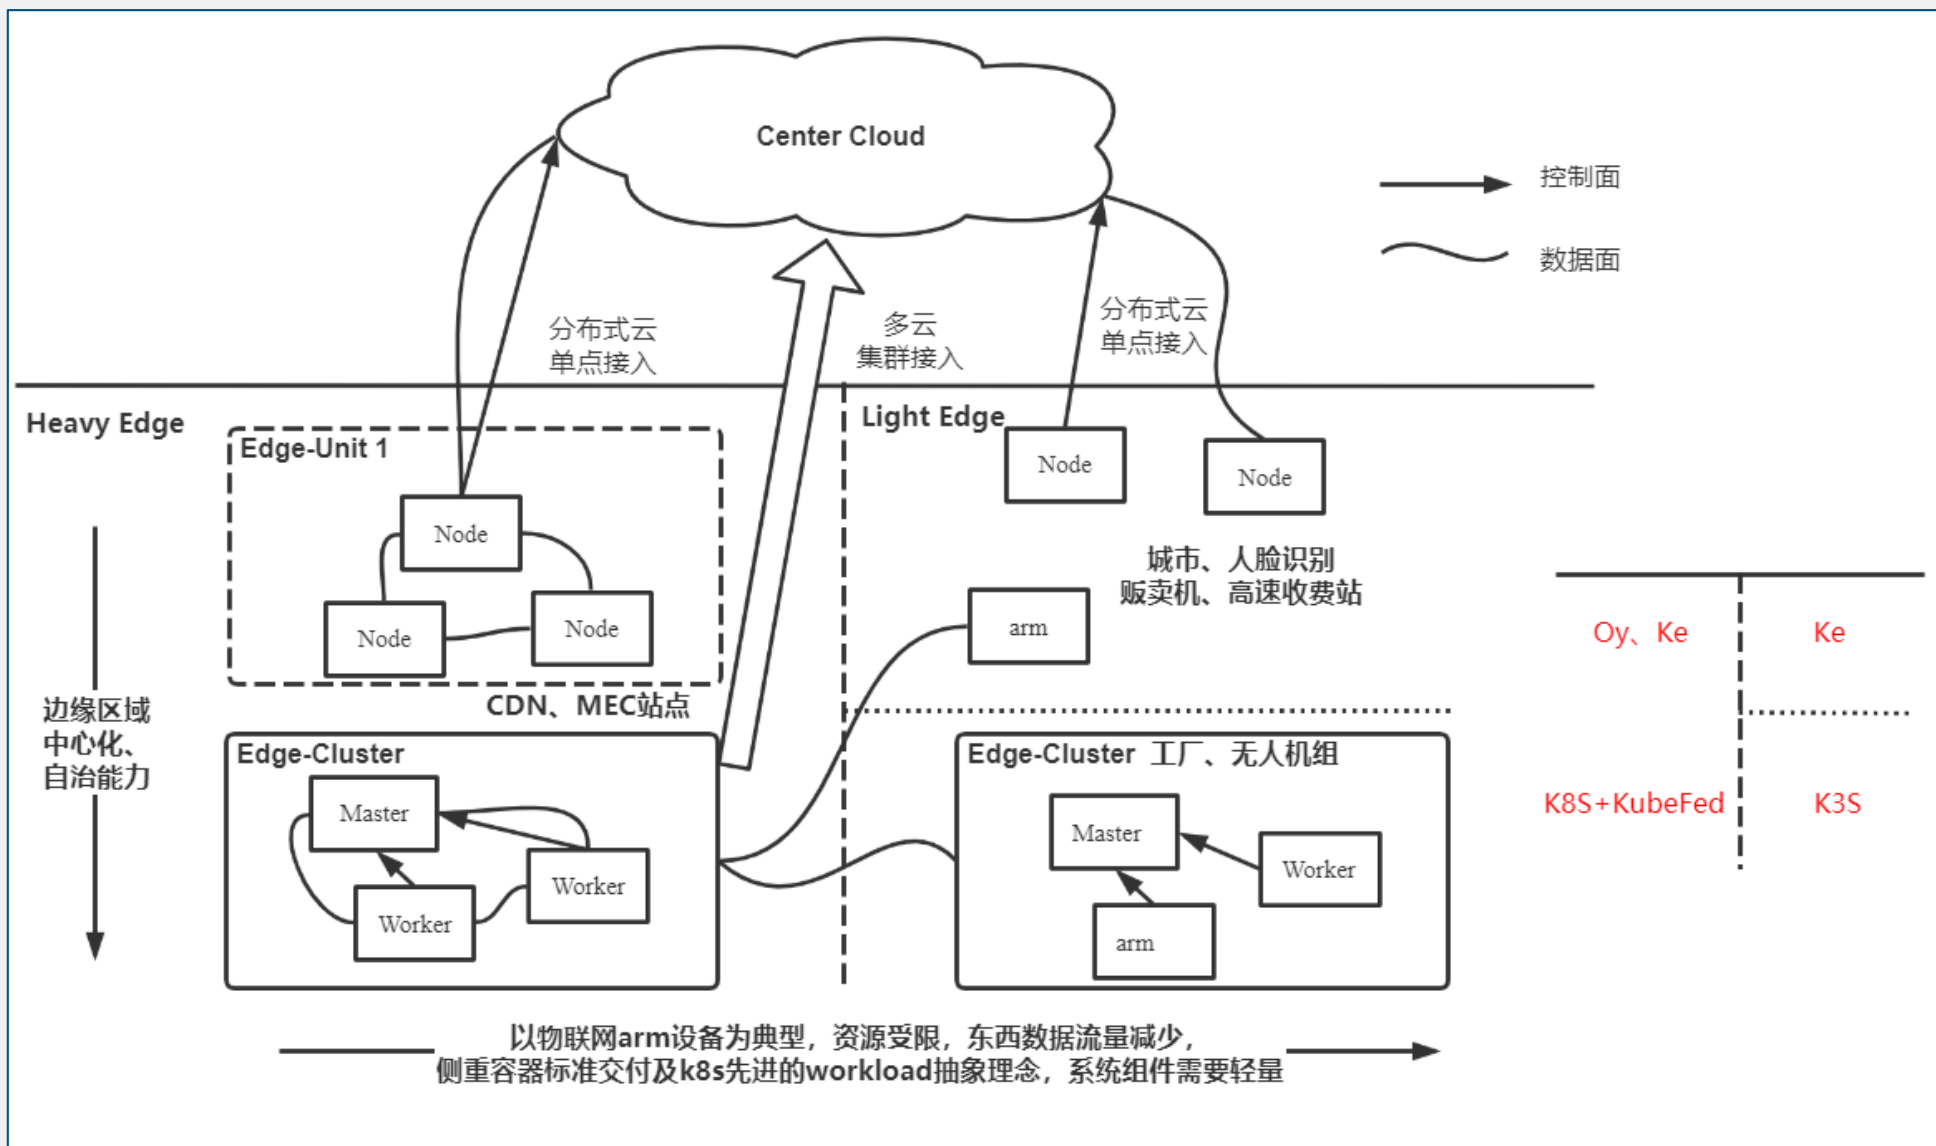 Center Cloud
控制面
数据面
分布式云
单点接入
多云
集群接入
分布式云
单点接入
Heavy Edge
Light Edge
Edge-Unit 1
Node
Node
Node
CDN、MEC站点
Node
Node
城市、人脸识别
贩卖机、高速收费站
arm
Oy、Ke
Ke
K8S+KubeFed
K3S
边缘区域
中心化、
自治能力
Edge-Cluster
Master
Worker
Worker
Edge-Cluster 工厂、无人机组
Master
Worker
arm
以物联网arm设备为典型，资源受限，东西数据流量减少，
侧重容器标准交付及k8s先进的workload抽象理念，系统组件需要轻量